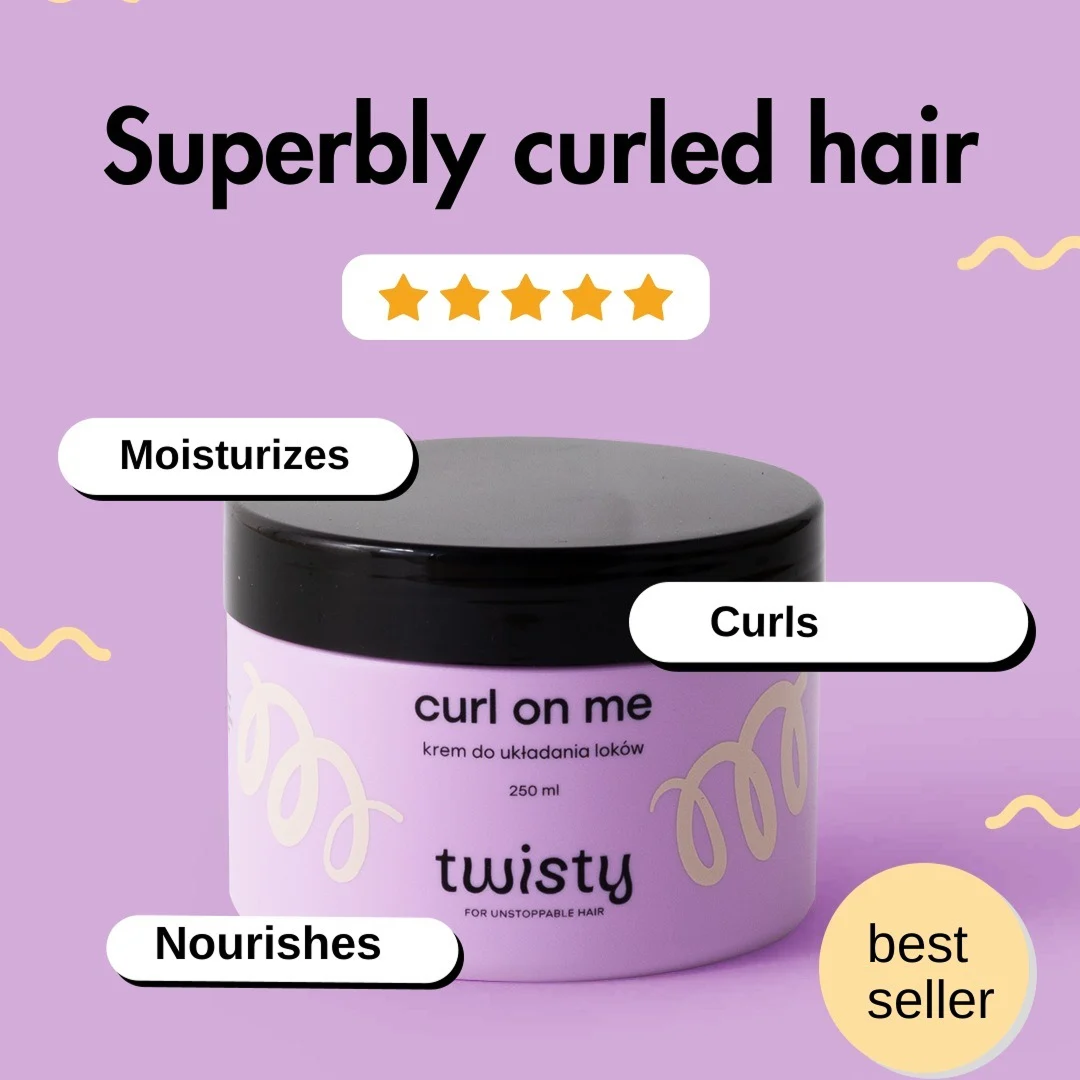 Superbly curled hair
Moisturizes
Curls
curl on me
krem do układania loków
250 ml
twisty
FOR UNSTOPPABLE HAIR
Nourishes
best
seller